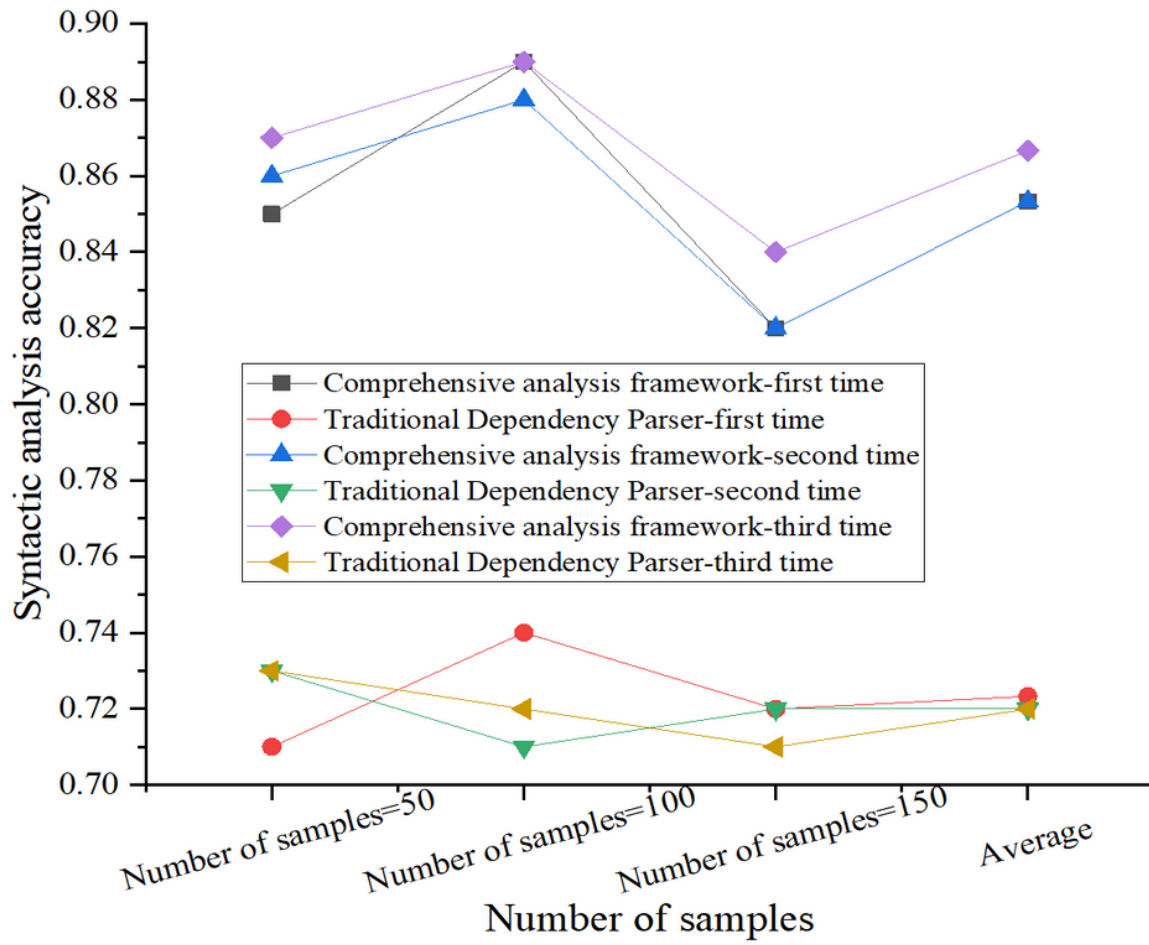 0.90
0.88
0.86
0.84
0.82
0.80
0.78
0.76
0.74
0.72
0.70
Syntactic analysis accuracy
Comprehensive analysis framework-first time
Traditional Dependency Parser-first time
Comprehensive analysis framework-second time
Traditional Dependency Parser-second time
Comprehensive analysis framework-third time
Traditional Dependency Parser-third time
Number of samples=50
Number of samples=100
Number of samples=150
Average
Number of samples